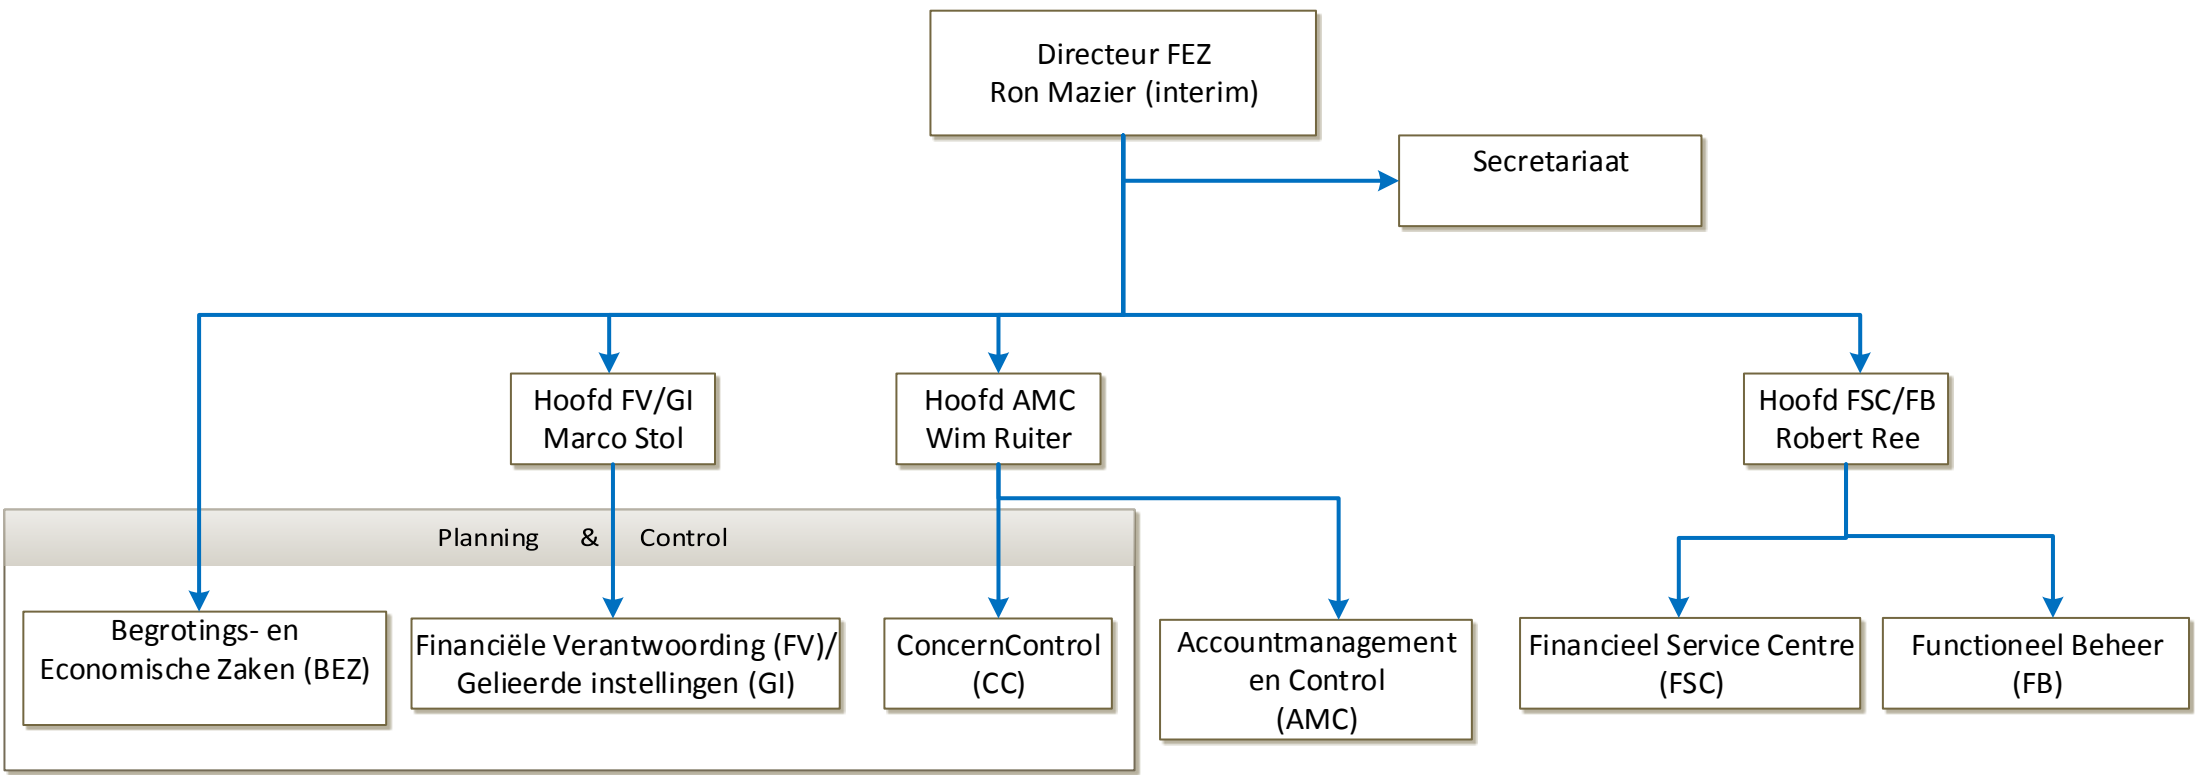 Directeur FEZ
Ron Mazier (interim)
Secretariaat
Hoofd FV/GI
Marco Stol
Hoofd AMC
Wim Ruiter
Hoofd FSC/FB
Robert Ree
Planning & Control
Begrotings- en
Economische Zaken (BEZ)
Financiële Verantwoording (FV)/
Gelieerde instellingen (GI)
ConcernControl
(CC)
Accountmanagement
en Control
(AMC)
Financieel Service Centre
(FSC)
Functioneel Beheer
(FB)